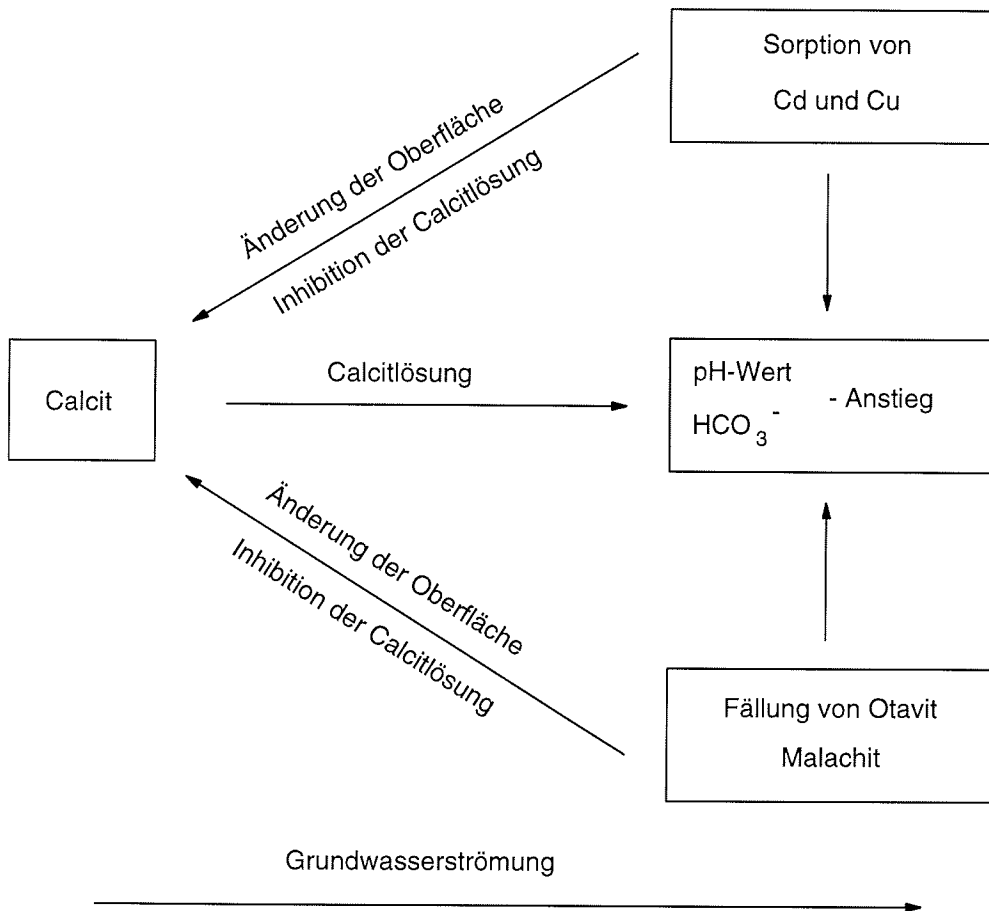 Sorption von
Cd und Cu
Änderung der Oberfläche
Inhibition der Calcitlösung
Calcit
Calcitlösung
pH-Wert
HCO₃⁻
- Anstieg
Änderung der Oberfläche
Inhibition der Calcitlösung
Fällung von Otavit
Malachit
Grundwasserströmung